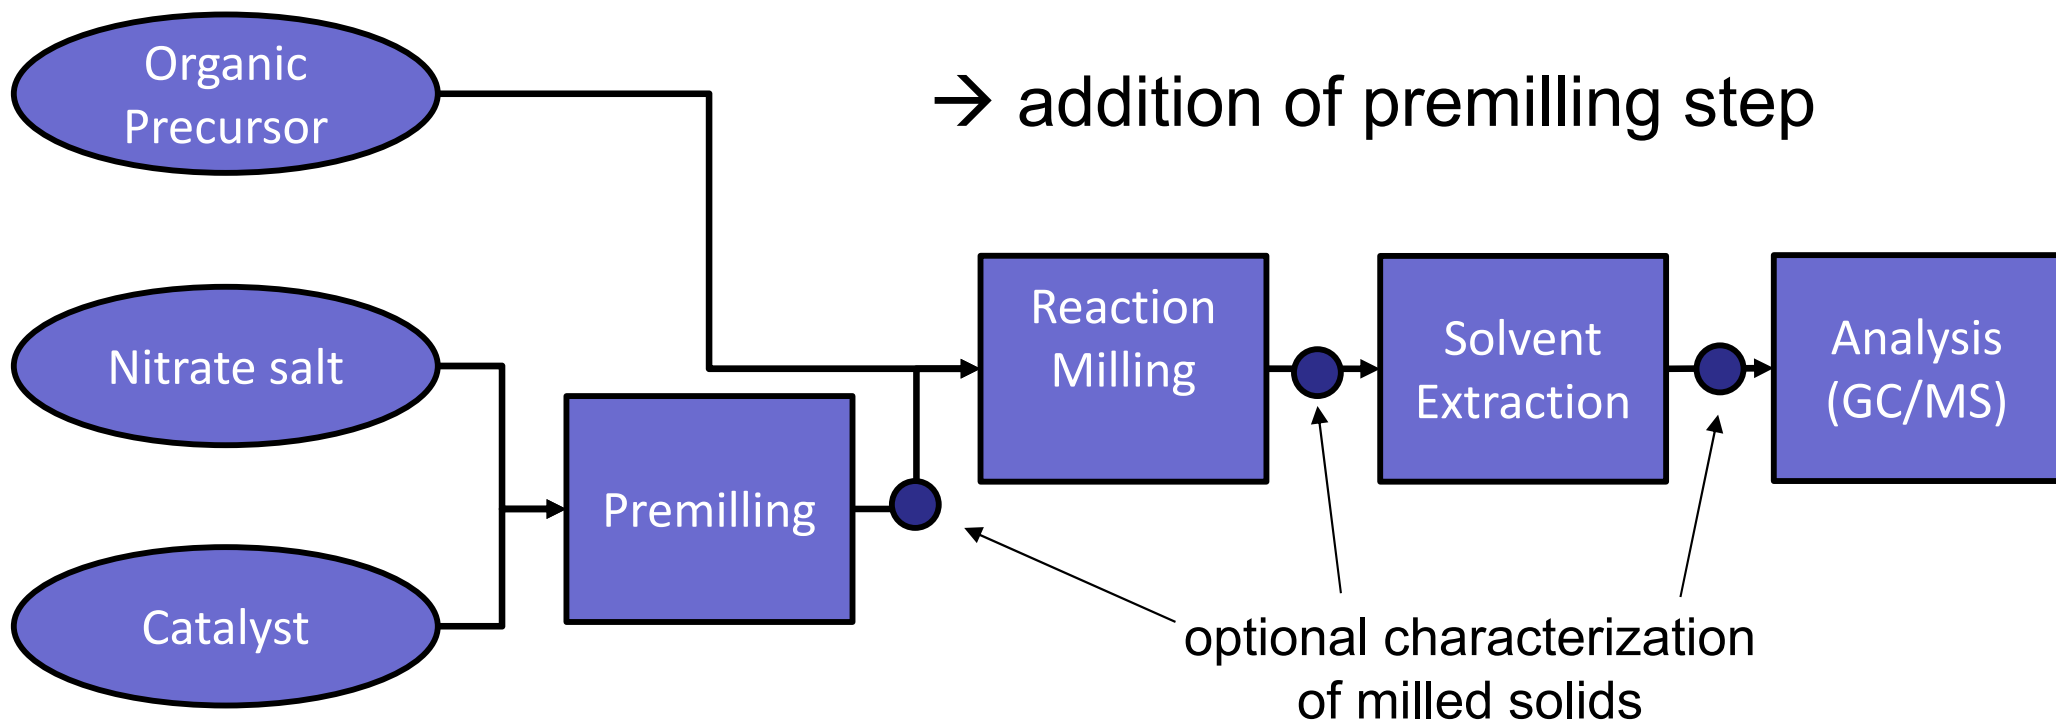 Organic
Precursor
→ addition of premilling step
Nitrate salt
Reaction
Milling
Solvent
Extraction
Analysis
(GC/MS)
Premilling
Catalyst
optional characterization
of milled solids